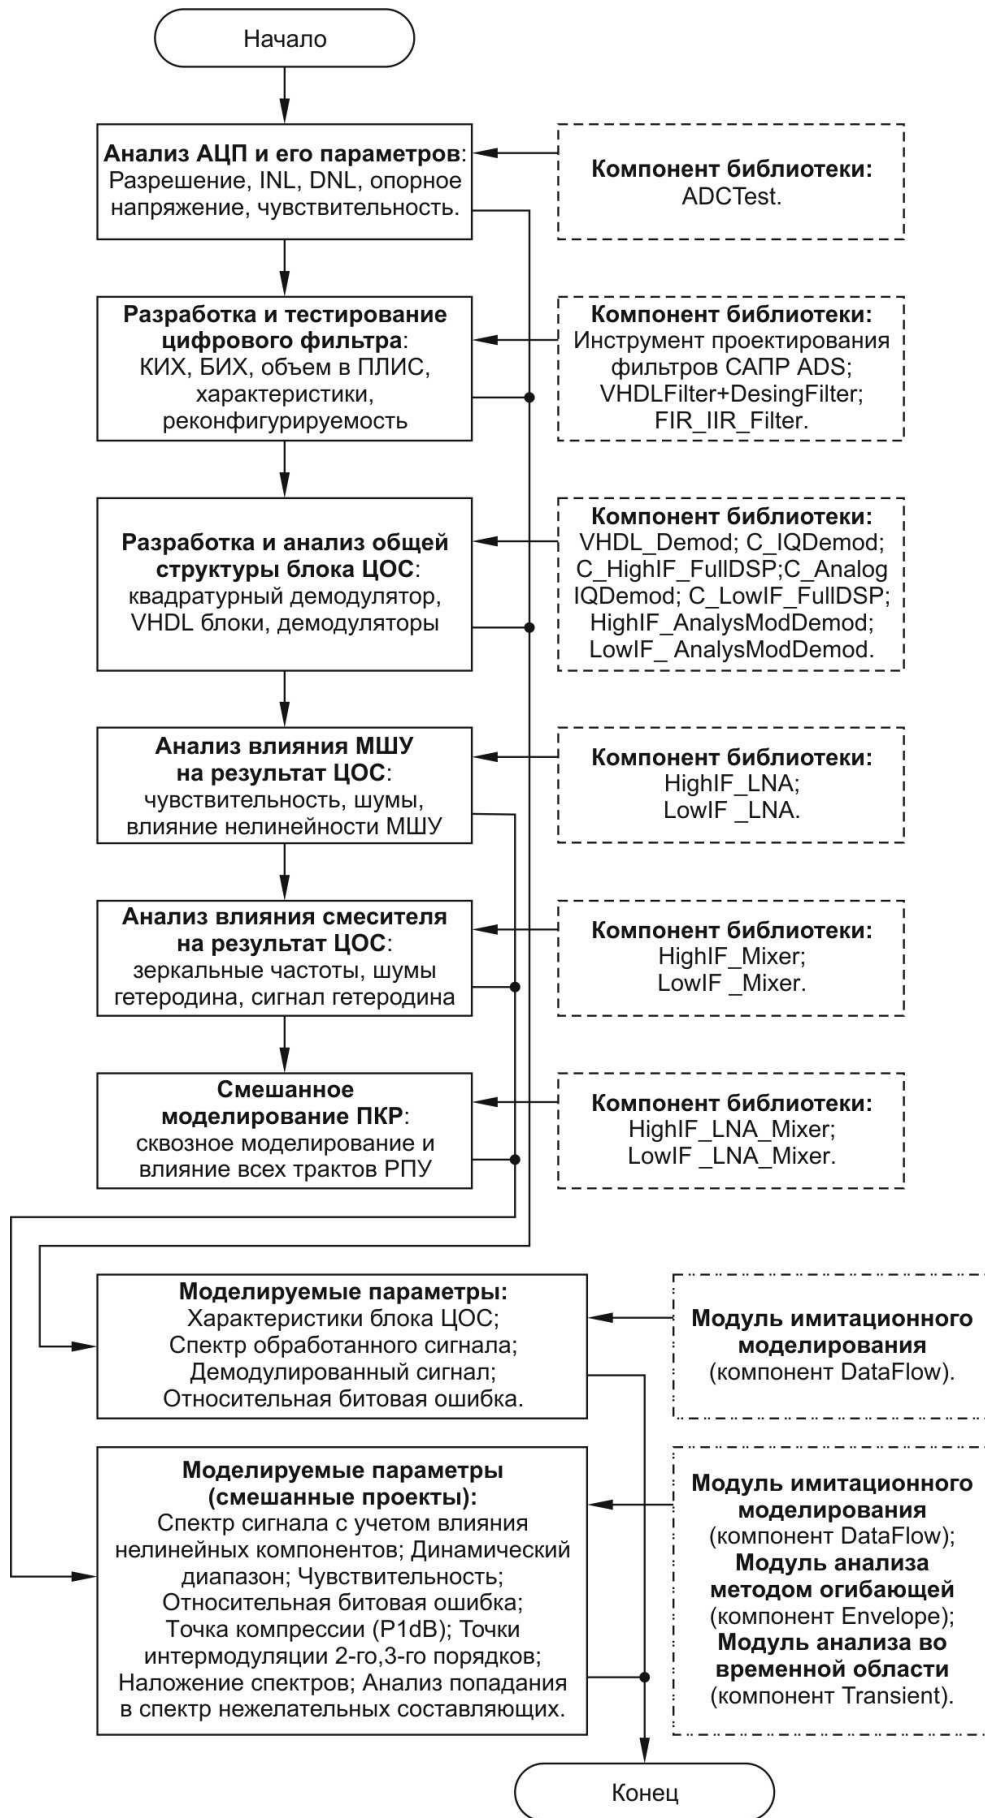 Начало
Анализ АЦП и его параметров:
Разрешение, INL, DNL, опорное
напряжение, чувствительность.
Компонент библиотеки:
ADCTest.
Разработка и тестирование
цифрового фильтра:
КИХ, БИХ, объем в ПЛИС,
характеристики,
реконфигурируемость
Компонент библиотеки:
Инструмент проектирования
фильтров САПР ADS;
VHDLFilter+DesingFilter;
FIR_IIR_Filter.
Разработка и анализ общей
структуры блока ЦОС:
квадратурный демодулятор,
VHDL блоки, демодуляторы
Компонент библиотеки:
VHDL_Demod; C_IQDemod;
C_HighIF_FullDSP;C_Analog
IQDemod; C_LowIF_FullDSP;
HighIF_AnalysModDemod;
LowIF_ AnalysModDemod.
Анализ влияния МШУ
на результат ЦОС:
чувствительность, шумы,
влияние нелинейности МШУ
Компонент библиотеки:
HighIF_LNA;
LowIF _LNA.
Анализ влияния смесителя
на результат ЦОС:
зеркальные частоты, шумы
гетеродина, сигнал гетеродина
Компонент библиотеки:
HighIF_Mixer;
LowIF _Mixer.
Смешанное
моделирование ПКР:
сквозное моделирование и
влияние всех трактов РПУ
Компонент библиотеки:
HighIF_LNA_Mixer;
LowIF _LNA_Mixer.
Моделируемые параметры:
Характеристики блока ЦОС;
Спектр обработанного сигнала;
Демодулированный сигнал;
Относительная битовая ошибка.
Модуль имитационного
моделирования
(компонент DataFlow).
Моделируемые параметры
(смешанные проекты):
Спектр сигнала с учетом влияния
нелинейных компонентов; Динамический
диапазон; Чувствительность;
Относительная битовая ошибка;
Точка компрессии (P1dB); Точки
интермодуляции 2-го,3-го порядков;
Наложение спектров; Анализ попадания
в спектр нежелательных составляющих.
Модуль имитационного
моделирования
(компонент DataFlow);
Модуль анализа
методом огибающей
(компонент Envelope);
Модуль анализа во
временной области
(компонент Transient).
Конец